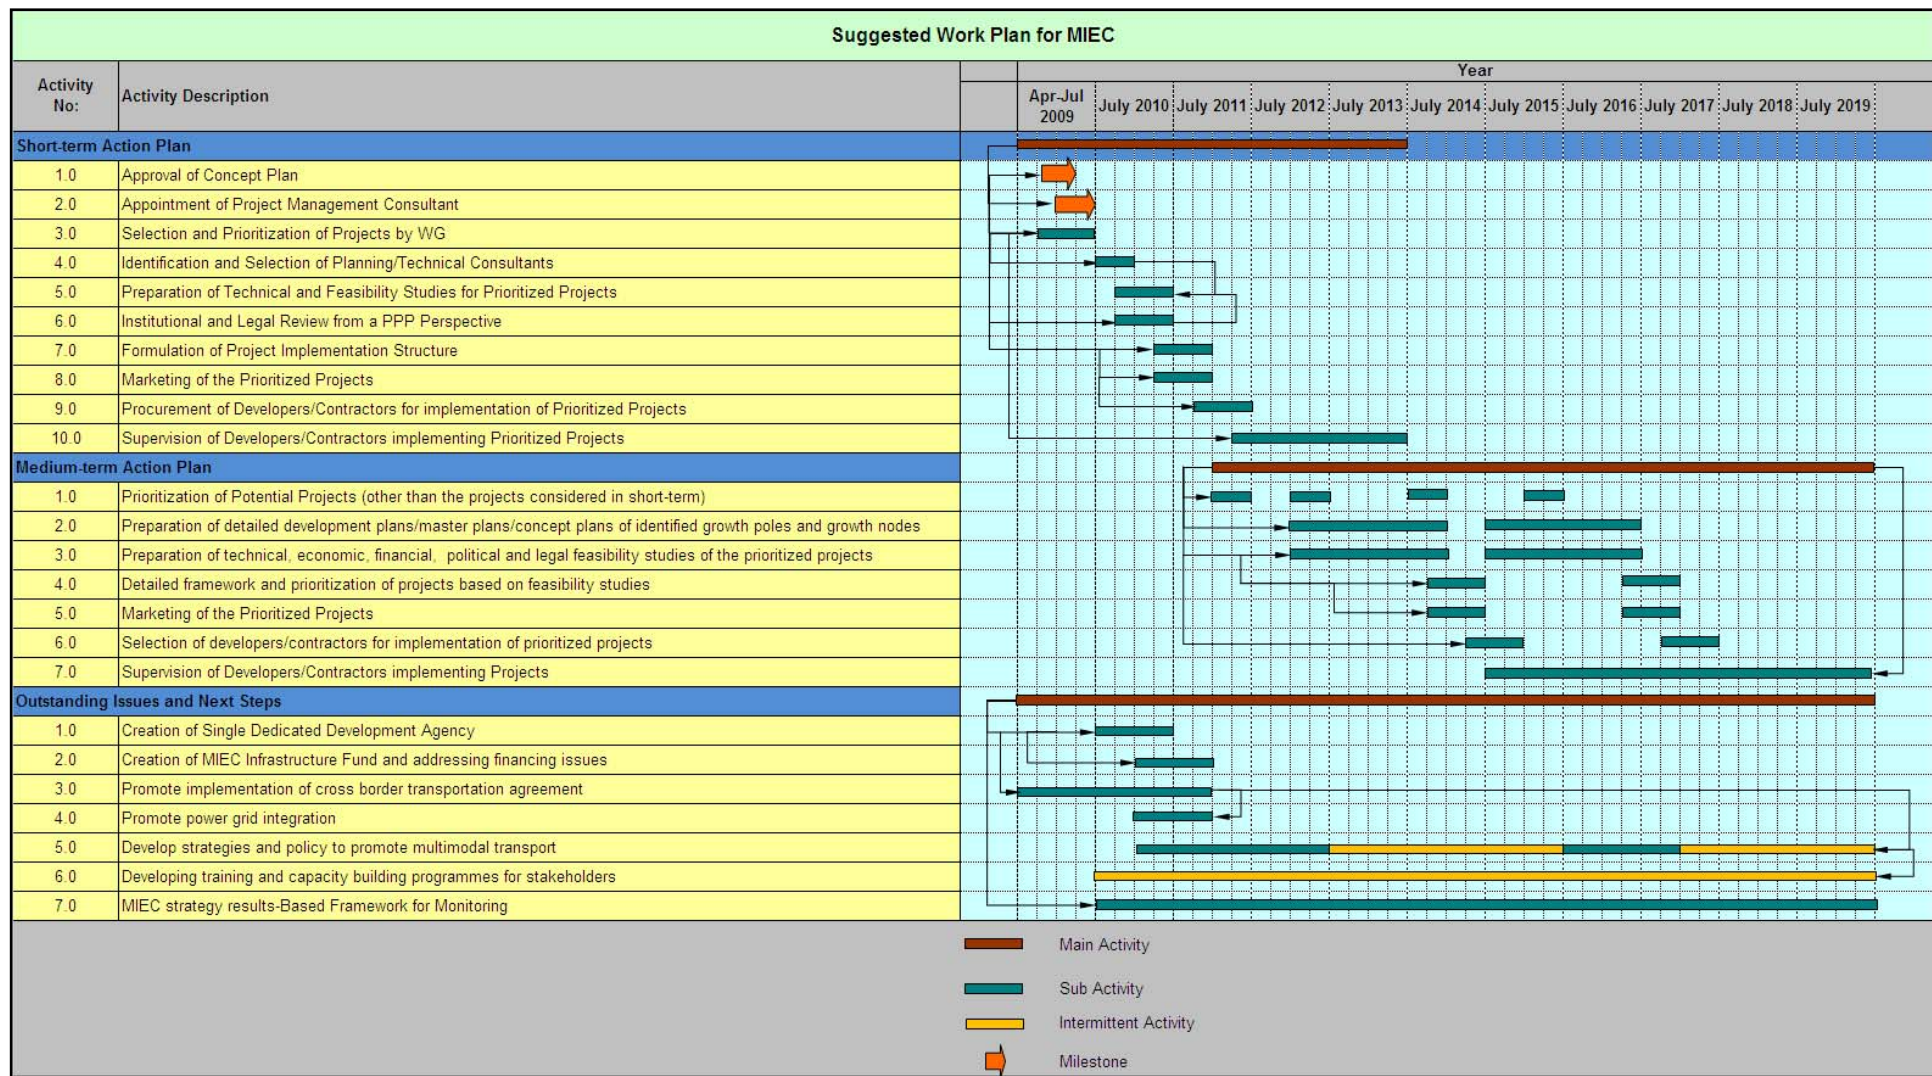 Suggested Work Plan for MIEC
Activity No:
Activity Description
Year
Apr-Jul 2009
July 2010
July 2011
July 2012
July 2013
July 2014
July 2015
July 2016
July 2017
July 2018
July 2019
Short-term Action Plan
1.0 Approval of Concept Plan
2.0 Appointment of Project Management Consultant
3.0 Selection and Prioritization of Projects by WG
4.0 Identification and Selection of Planning/Technical Consultants
5.0 Preparation of Technical and Feasibility Studies for Prioritized Projects
6.0 Institutional and Legal Review from a PPP Perspective
7.0 Formulation of Project Implementation Structure
8.0 Marketing of the Prioritized Projects
9.0 Procurement of Developers/Contractors for implementation of Prioritized Projects
10.0 Supervision of Developers/Contractors implementing Prioritized Projects
Medium-term Action Plan
1.0 Prioritization of Potential Projects (other than the projects considered in short-term)
2.0 Preparation of detailed development plans/master plans/concept plans of identified growth poles and growth nodes
3.0 Preparation of technical, economic, financial, political and legal feasibility studies of the prioritized projects
4.0 Detailed framework and prioritization of projects based on feasibility studies
5.0 Marketing of the Prioritized Projects
6.0 Selection of developers/contractors for implementation of prioritized projects
7.0 Supervision of Developers/Contractors implementing Projects
Outstanding Issues and Next Steps
1.0 Creation of Single Dedicated Development Agency
2.0 Creation of MIEC Infrastructure Fund and addressing financing issues
3.0 Promote implementation of cross border transportation agreement
4.0 Promote power grid integration
5.0 Develop strategies and policy to promote multimodal transport
6.0 Developing training and capacity building programmes for stakeholders
7.0 MIEC strategy results-Based Framework for Monitoring
Main Activity
Sub Activity
Intermittent Activity
Milestone